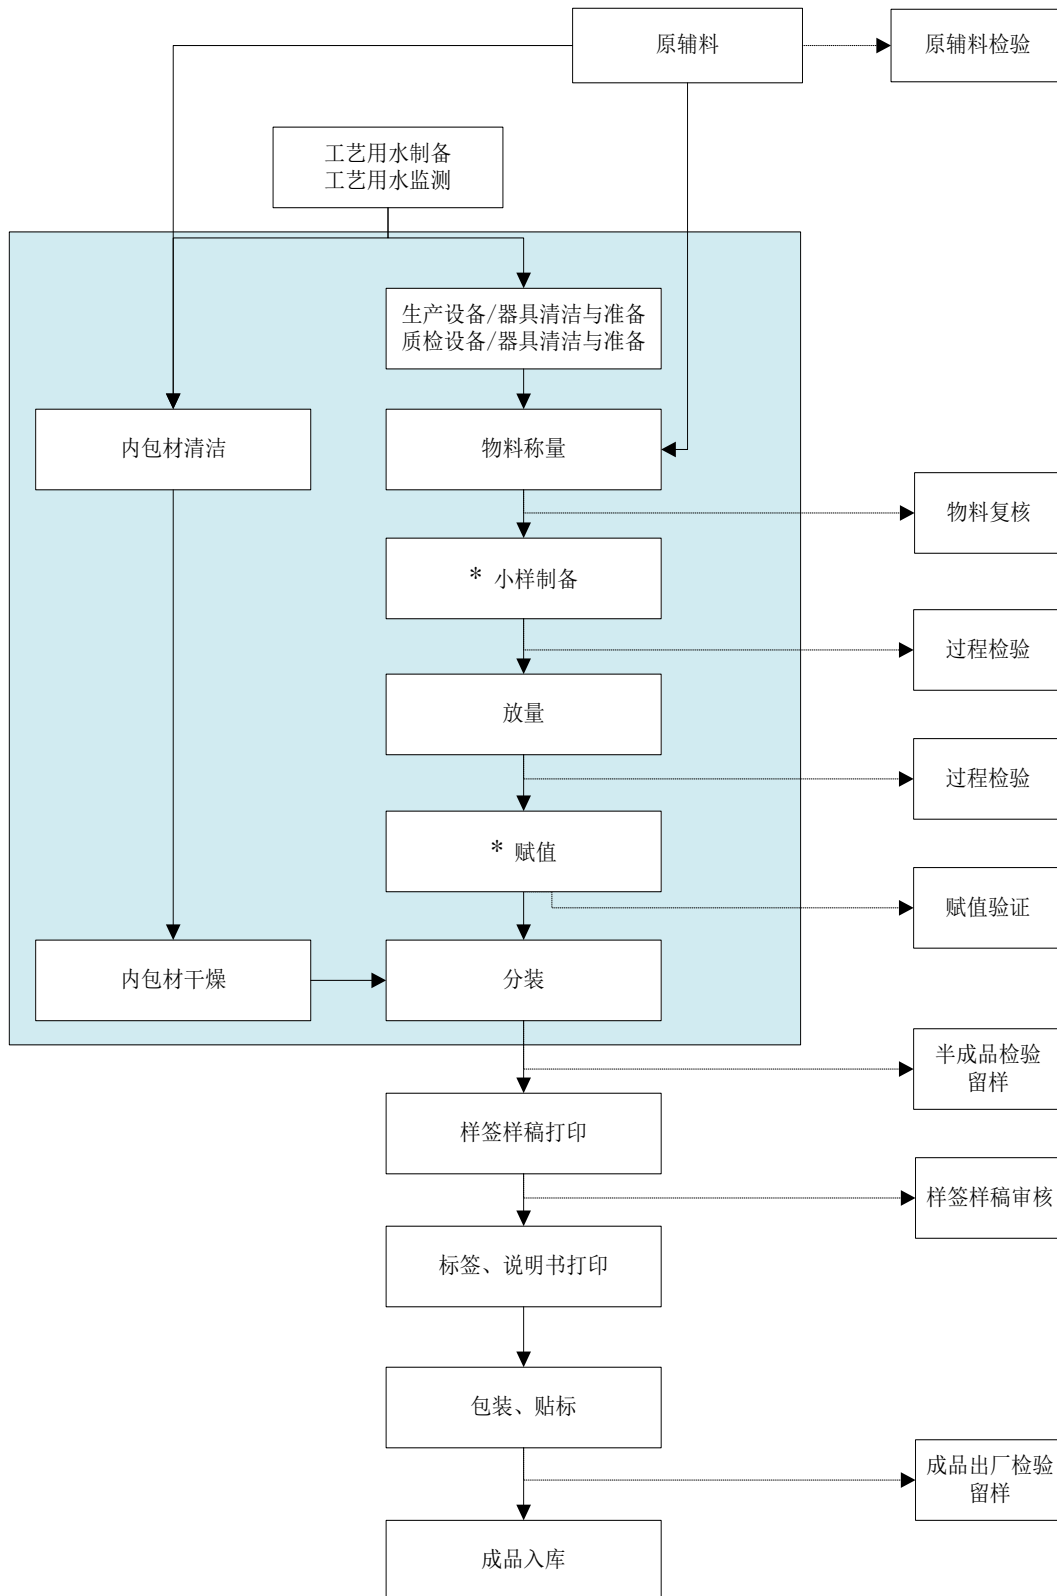 原辅料
原辅料检验
工艺用水制备
工艺用水监测
生产设备/器具清洁与准备
质检设备/器具清洁与准备
内包材清洁
物料称量
物料复核
* 小样制备
过程检验
放量
过程检验
* 赋值
赋值验证
内包材干燥
分装
半成品检验
留样
样签样稿打印
样签样稿审核
标签、说明书打印
包装、贴标
成品出厂检验
留样
成品入库